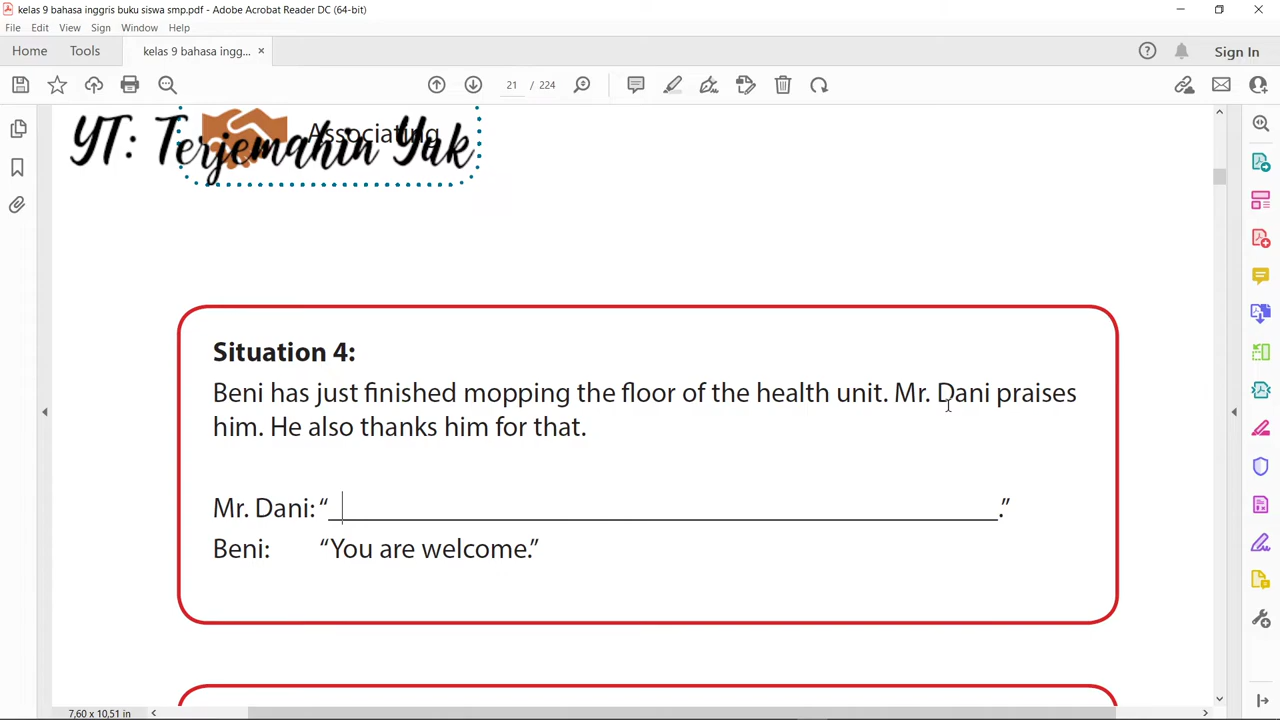 kelas 9 bahasa inggris buku siswa smp.pdf - Adobe Acrobat Reader DC (64-bit)
File Edit View Sign Window Help
Home Tools kelas 9 bahasa ingg... × Sign In
21 / 224
Associating
YT: Terjemahin Yuk
Situation 4:
Beni has just finished mopping the floor of the health unit. Mr. Dani praises
him. He also thanks him for that.
Mr. Dani: “__________.”
Beni: “You are welcome.”
7,60 x 10,51 in